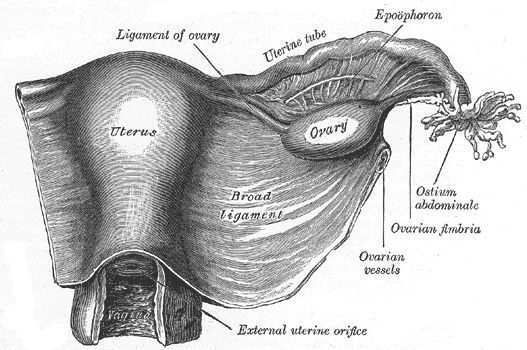 Epoöphoron
Ligament of ovary
Uterine tube
Uterus
Ovary
Broad
ligament
Ostium
abdominale
Ovarian fimbria
Ovarian
vessels
Vagina
External uterine orifice